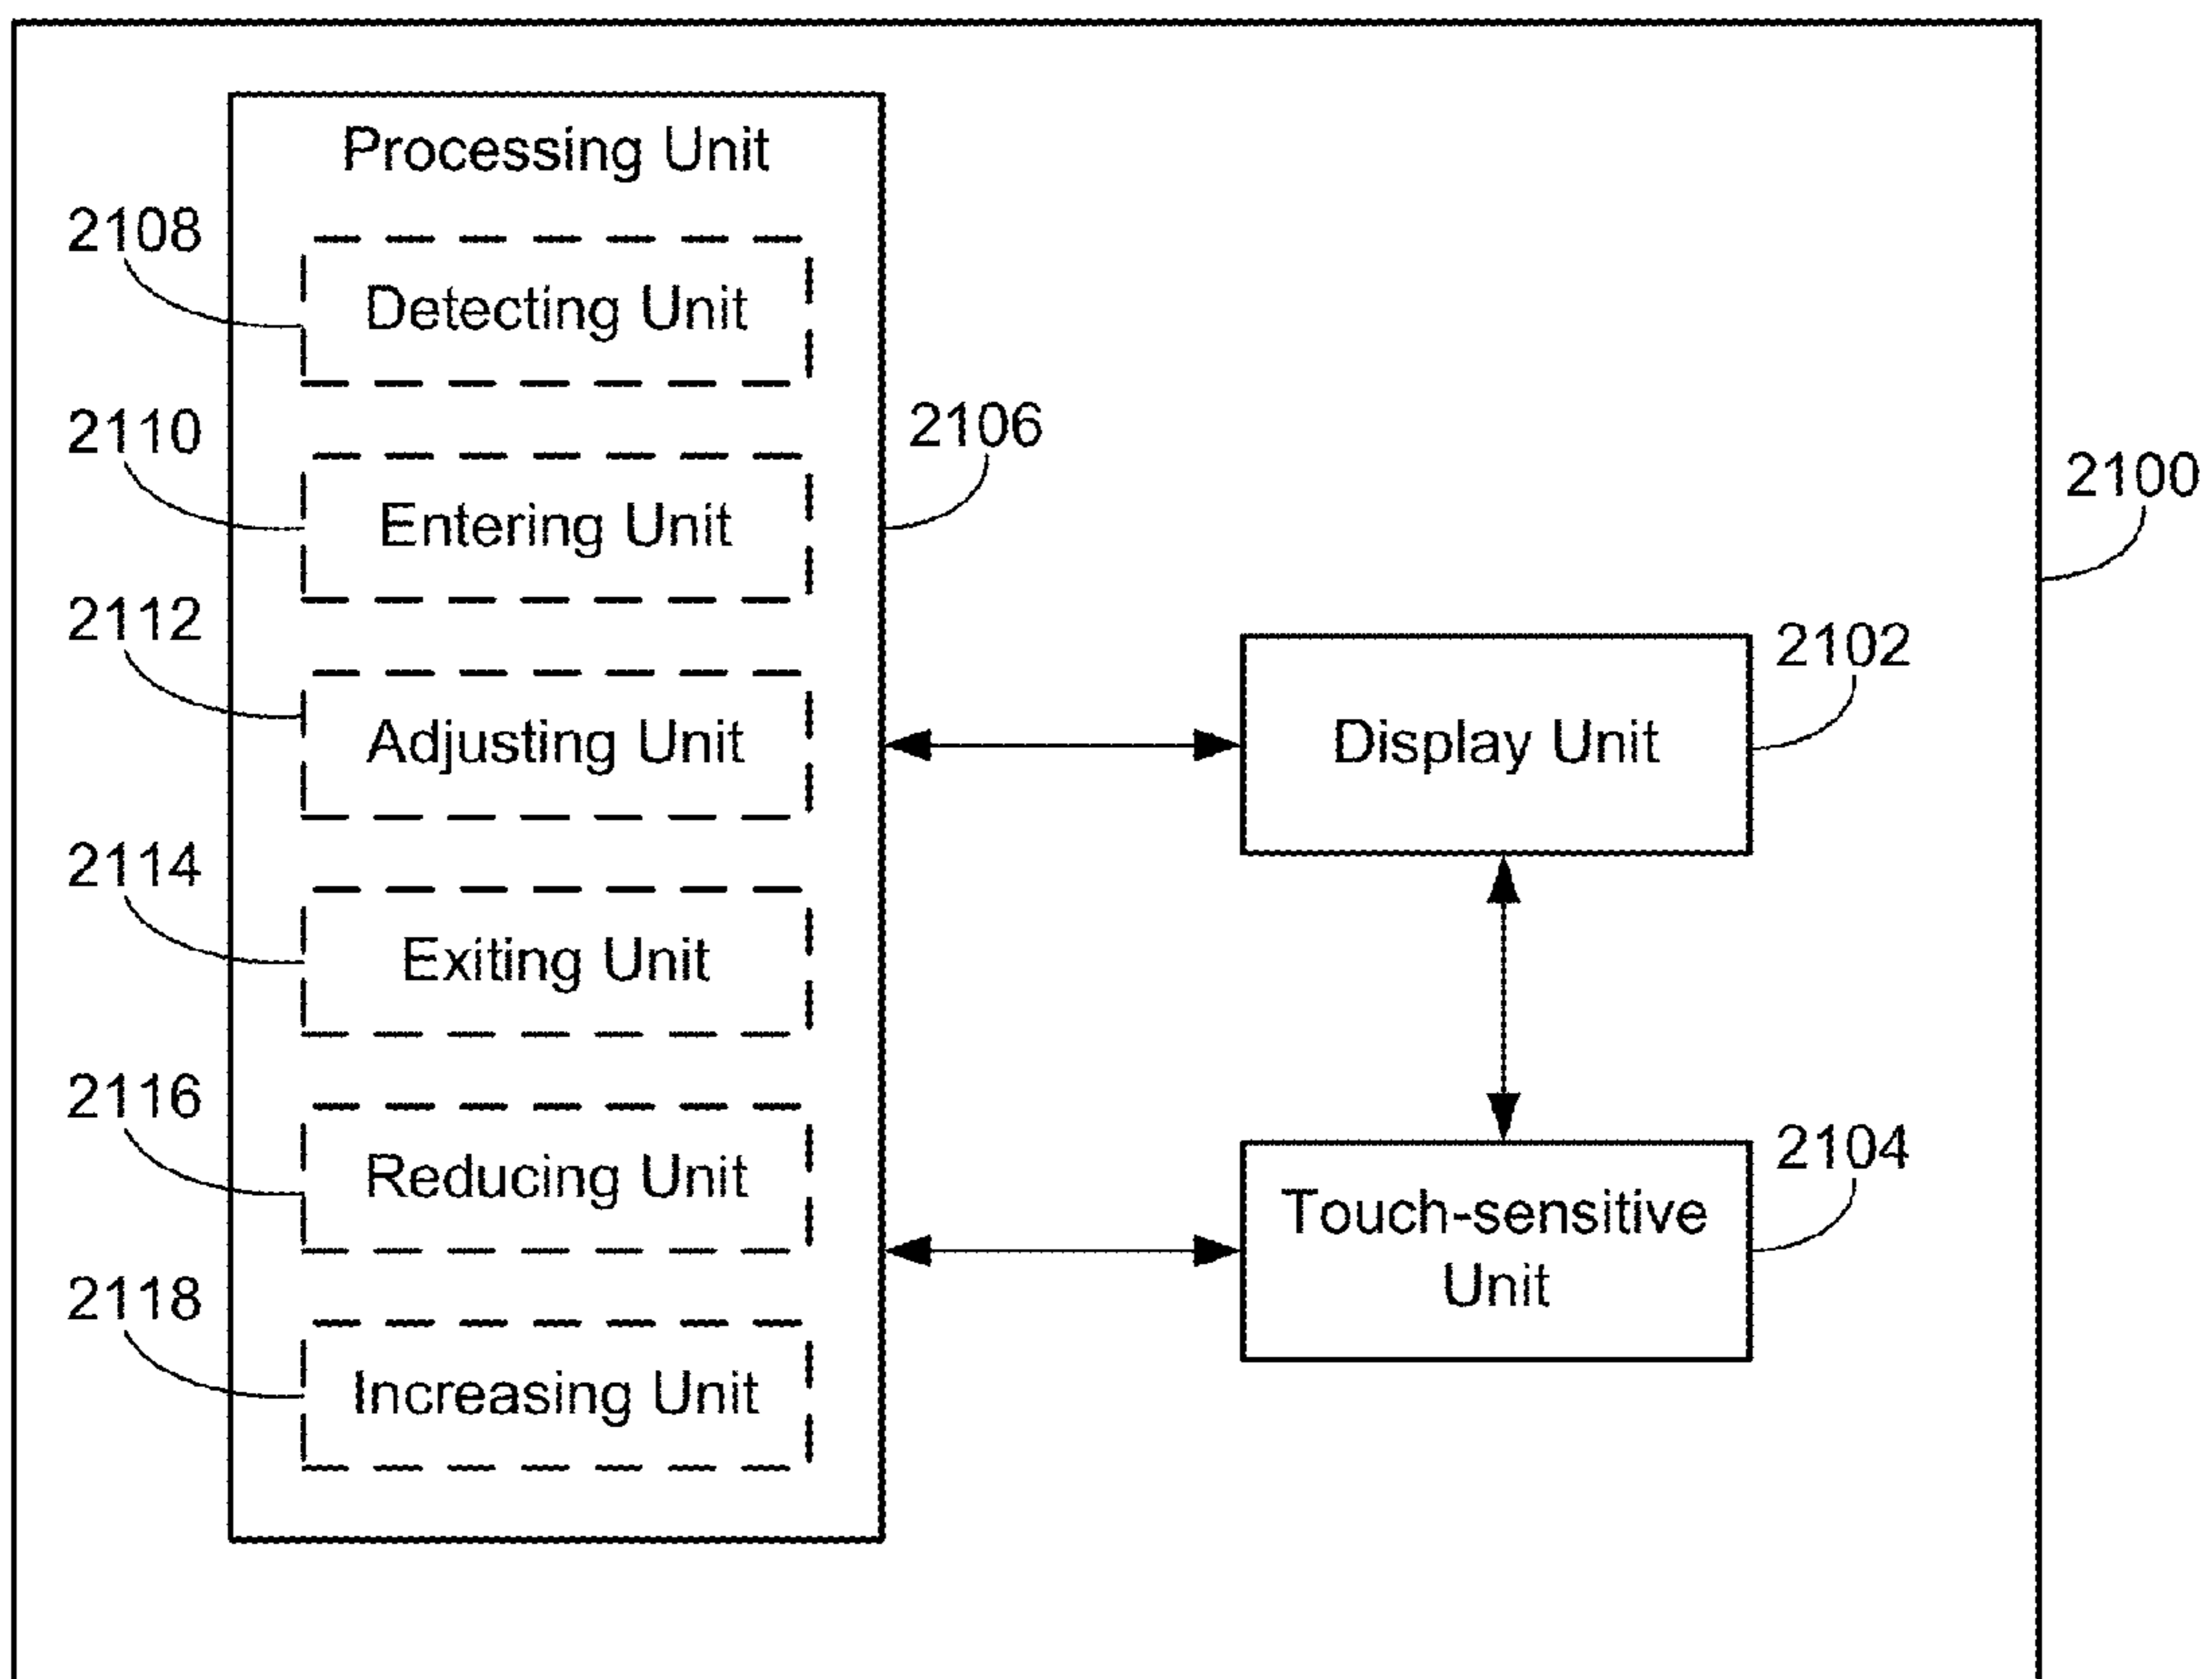 Processing Unit
2108
Detecting Unit
2110
Entering Unit
2106
2100
2112
Adjusting Unit
2102
Display Unit
2114
Exiting Unit
2116
Reducing Unit
2104
Touch-sensitive
Unit
2118
Increasing Unit